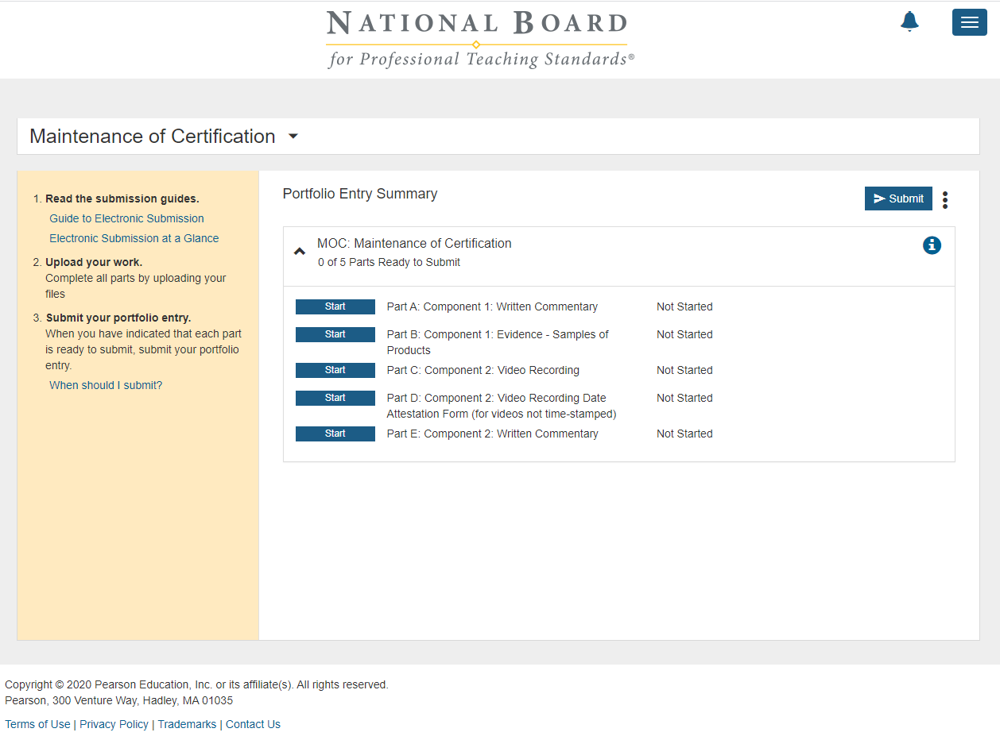 NATIONAL BOARD
for Professional Teaching Standards®
Maintenance of Certification
1. Read the submission guides.
Guide to Electronic Submission
Electronic Submission at a Glance
2. Upload your work.
Complete all parts by uploading your
files
3. Submit your portfolio entry.
When you have indicated that each part
is ready to submit, submit your portfolio
entry.
When should I submit?
Portfolio Entry Summary
Submit
MOC: Maintenance of Certification
0 of 5 Parts Ready to Submit
Start Part A: Component 1: Written Commentary Not Started
Start Part B: Component 1: Evidence - Samples of Not Started
Products
Start Part C: Component 2: Video Recording Not Started
Start Part D: Component 2: Video Recording Date Not Started
Attestation Form (for videos not time-stamped)
Start Part E: Component 2: Written Commentary Not Started
Copyright © 2020 Pearson Education, Inc. or its affiliate(s). All rights reserved.
Pearson, 300 Venture Way, Hadley, MA 01035
Terms of Use | Privacy Policy | Trademarks | Contact Us